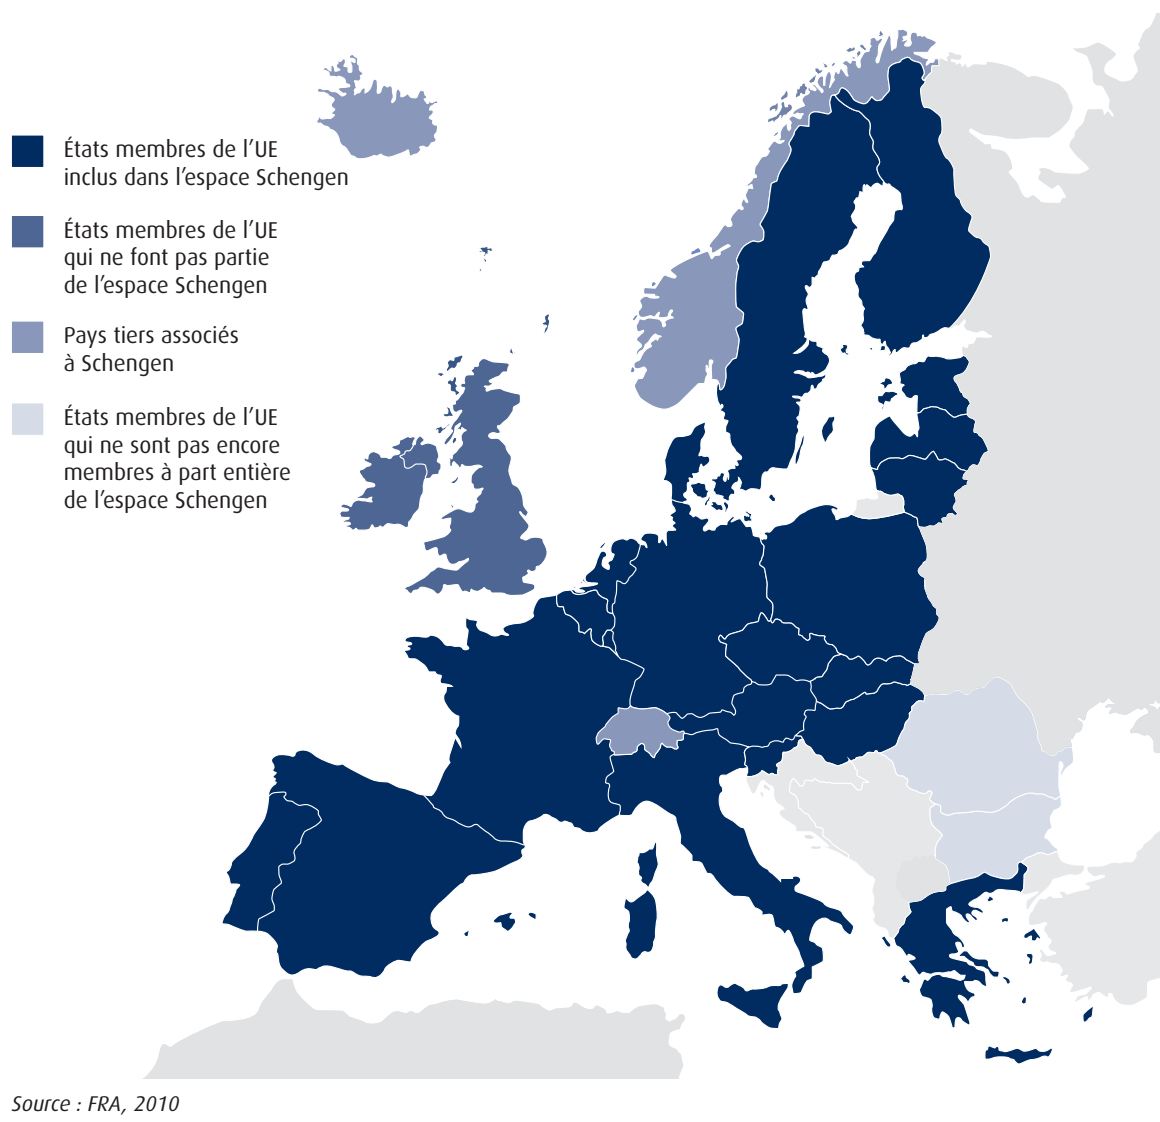 États membres de l’UE
inclus dans l’espace Schengen
États membres de l’UE
qui ne font pas partie
de l’espace Schengen
Pays tiers associés
à Schengen
États membres de l’UE
qui ne sont pas encore
membres à part entière
de l’espace Schengen
Source : FRA, 2010